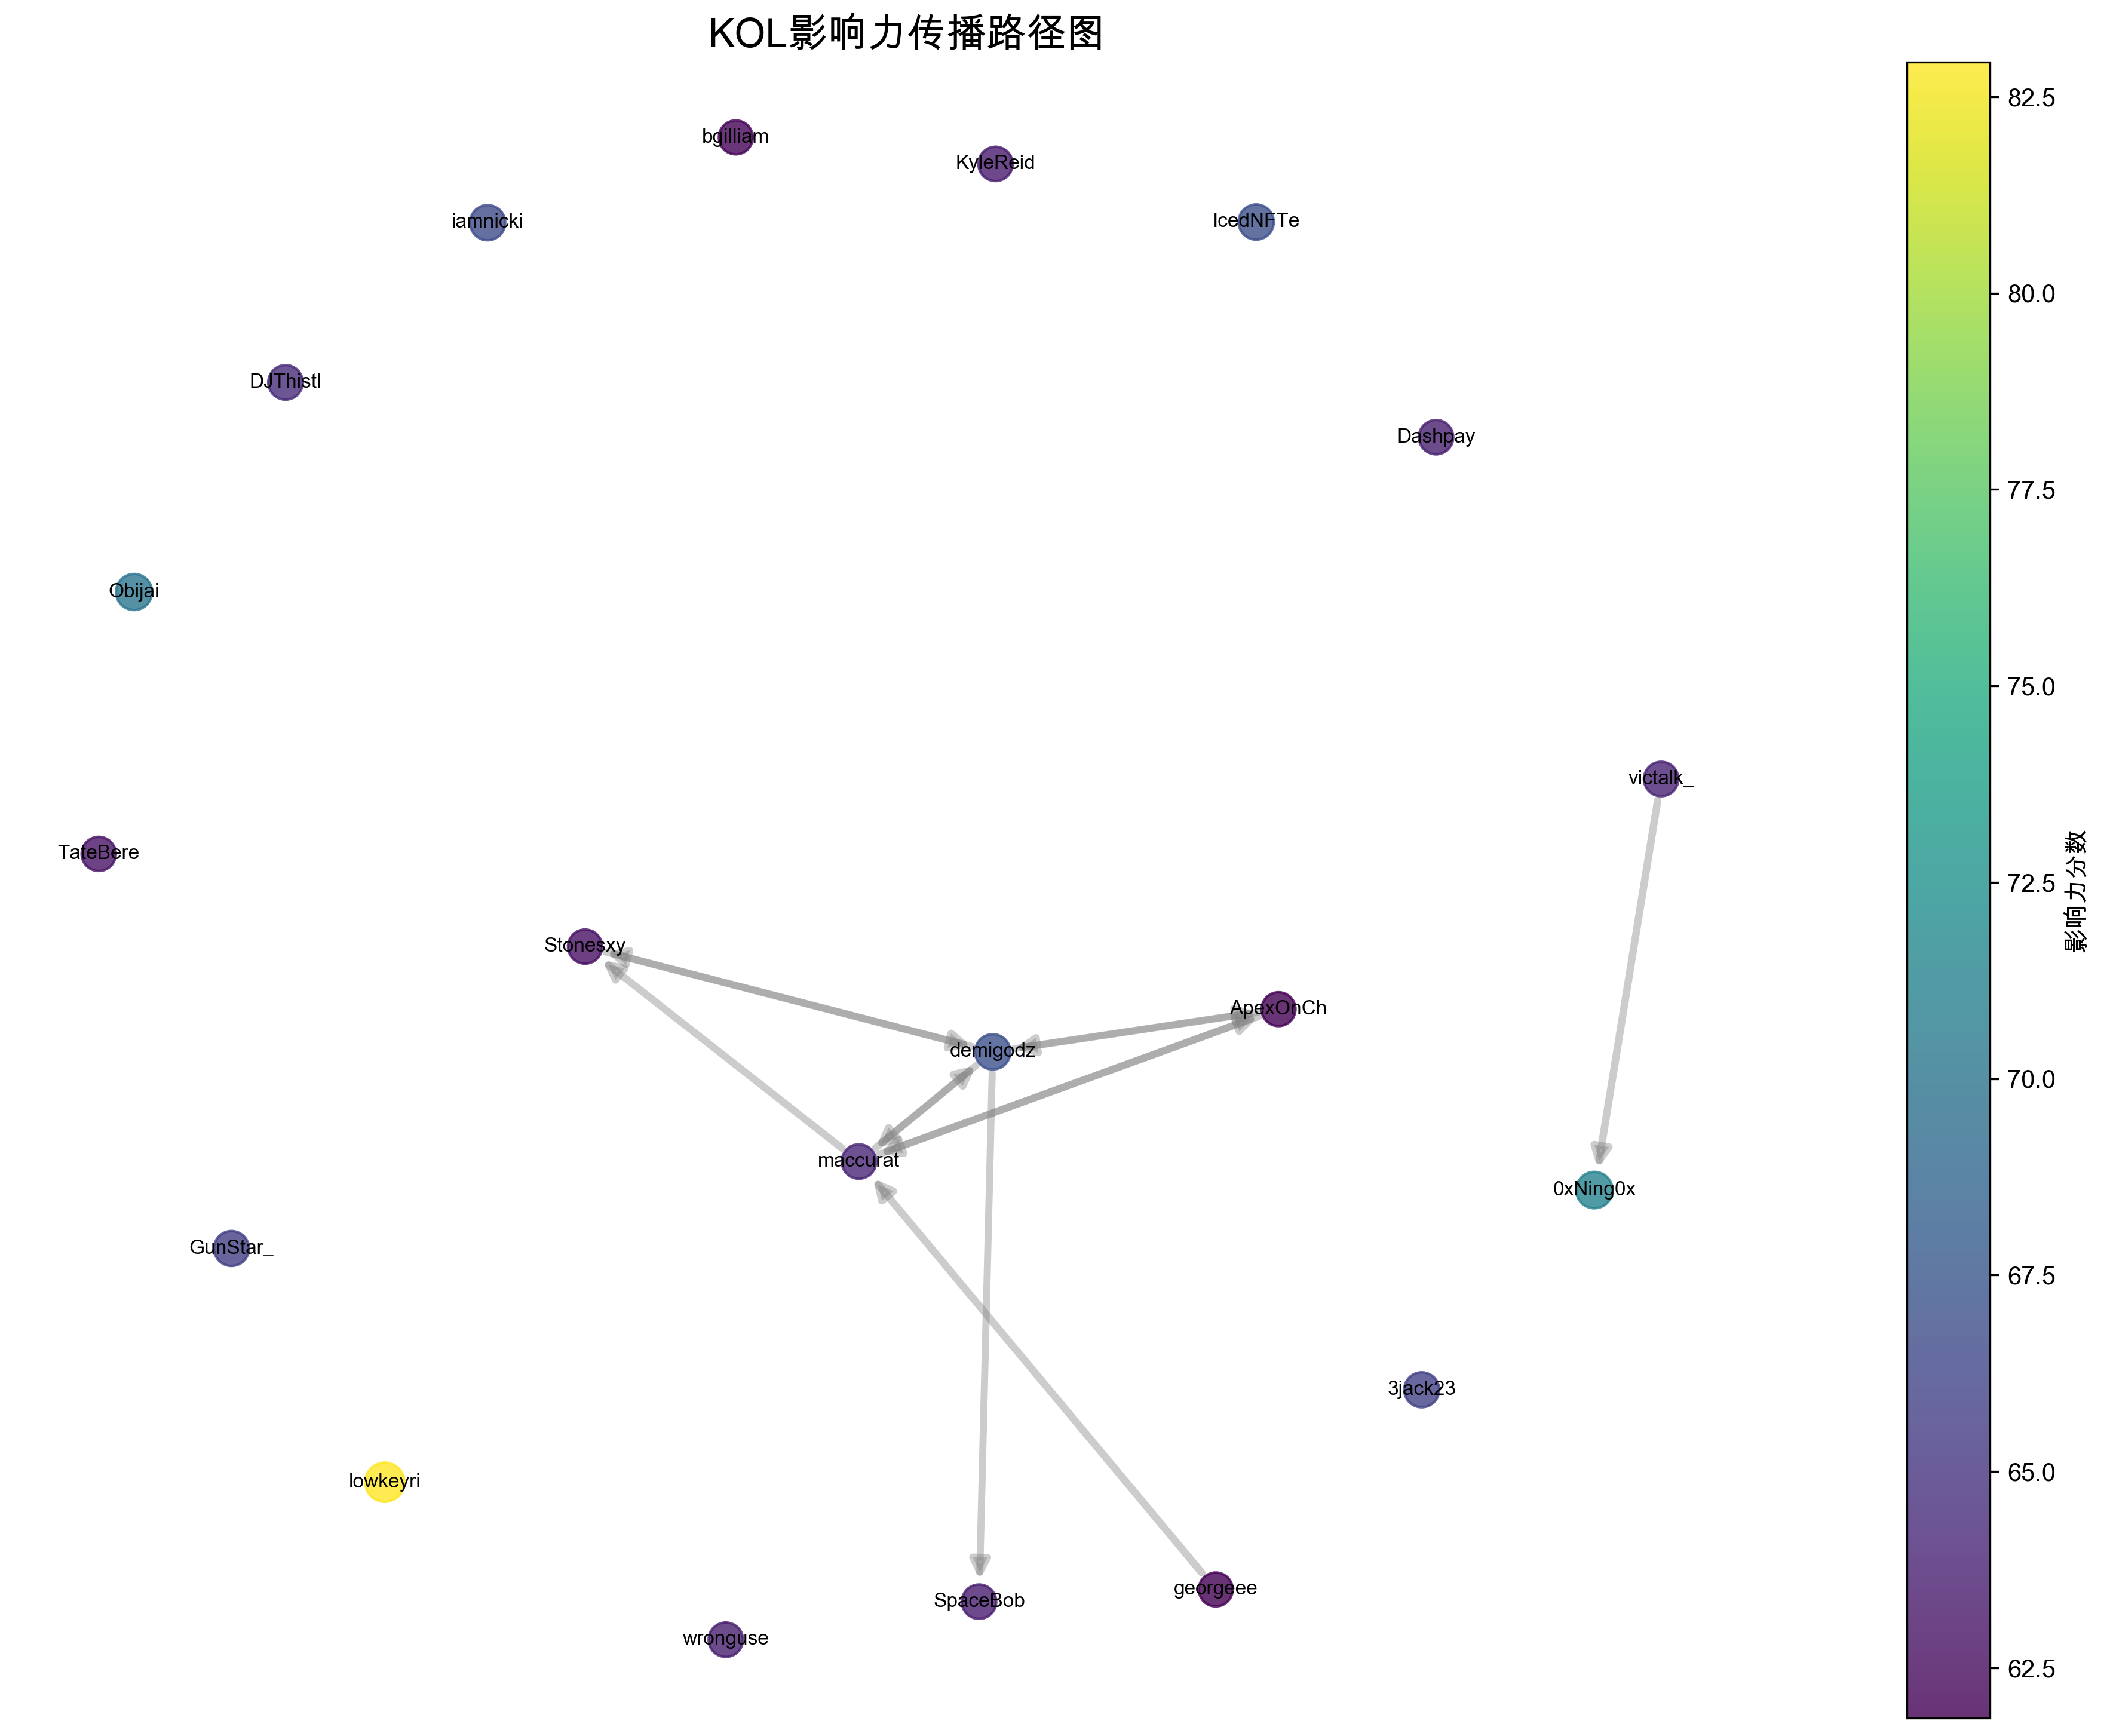 KOL影响力传播路径图
bgilliam
KyleReid
iamnicki
IcedNFTe
DJThistl
Dashpay
Obijai
victalk_
TateBere
Stonesxy
ApexOnCh
demigodz
maccurat
0xNing0x
GunStar_
3jack23
lowkeyri
georgeee
SpaceBob
wronguse
82.5
80.0
77.5
75.0
72.5
70.0
67.5
65.0
62.5
影响力分数